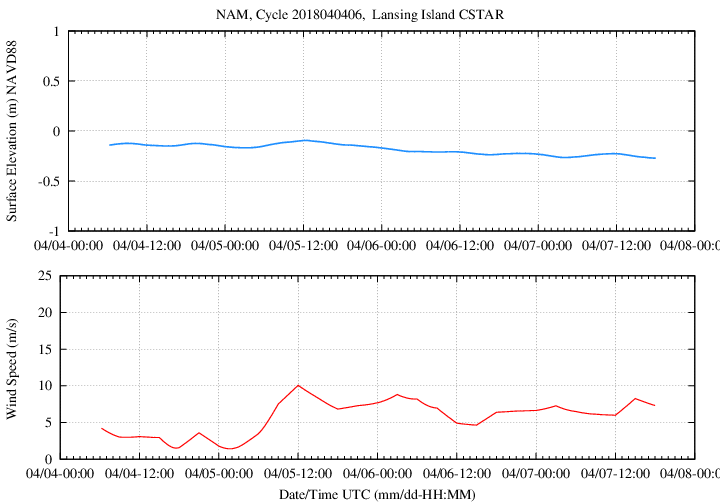 NAM, Cycle 2018040406,  Lansing Island CSTAR
Surface Elevation (m) NAVD88
1
0.5
0
-0.5
-1
04/04-00:00 04/04-12:00 04/05-00:00 04/05-12:00 04/06-00:00 04/06-12:00 04/07-00:00 04/07-12:00 04/08-00:0
Wind Speed (m/s)
25
20
15
10
5
0
04/04-00:00 04/04-12:00 04/05-00:00 04/05-12:00 04/06-00:00 04/06-12:00 04/07-00:00 04/07-12:00 04/08-00:0
Date/Time UTC (mm/dd-HH:MM)